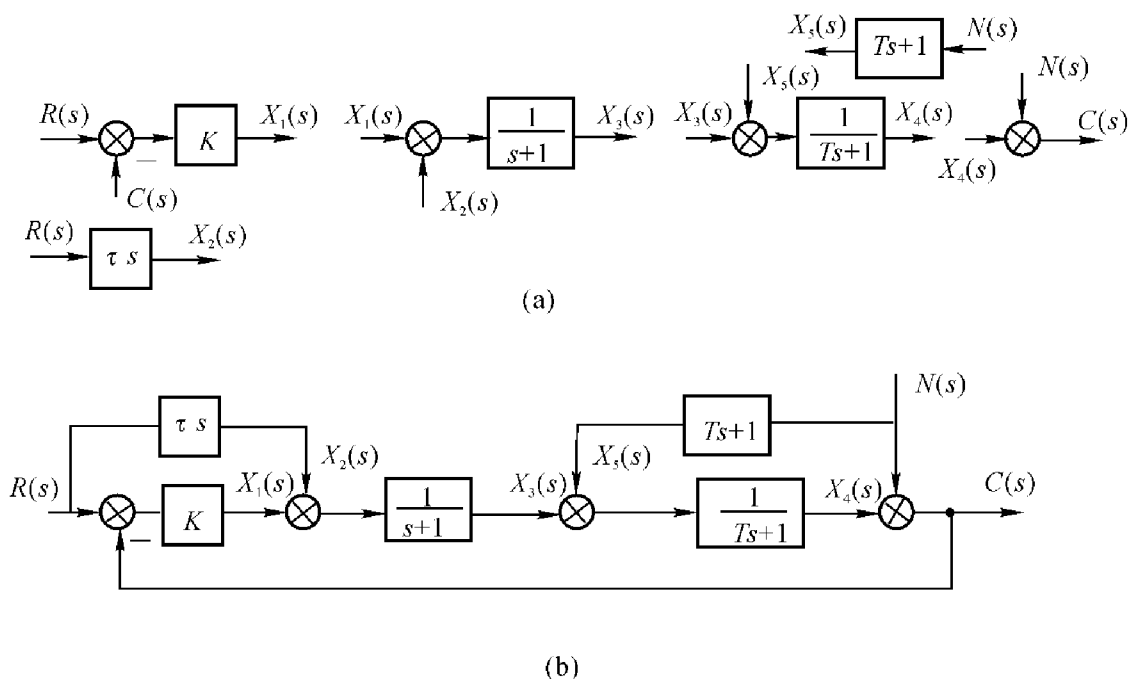 X₅(s) Ts+1 N(s)
R(s) K X₁(s)
− C(s)
X₁(s) 1/(s+1) X₃(s)
X₂(s)
X₃(s) X₅(s) 1/(Ts+1) X₄(s)
N(s) X₄(s) C(s)
R(s) τ s X₂(s)
(a)
τ s X₂(s)
Ts+1 X₅(s) N(s)
R(s) − K X₁(s) 1/(s+1) X₃(s) 1/(Ts+1) X₄(s) C(s)
(b)